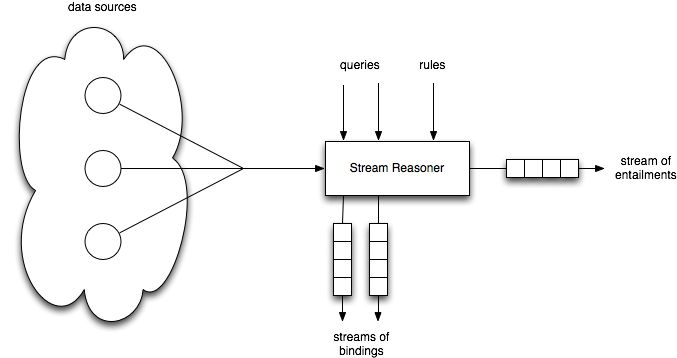 data sources
queries
rules
Stream Reasoner
stream of
entailments
streams of
bindings